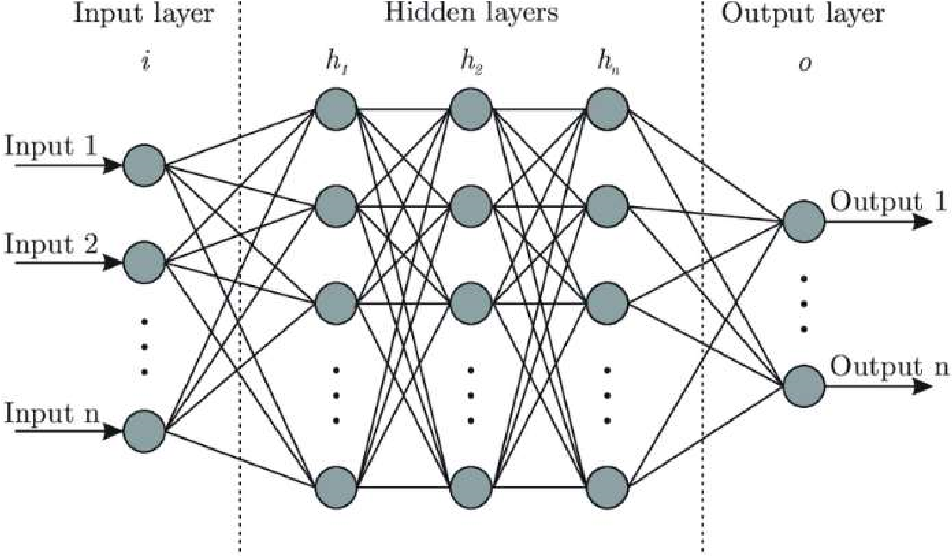 Input layer
Hidden layers
Output layer
i
h1
h2
hn
o
Input 1
Input 2
Input n
Output 1
Output n